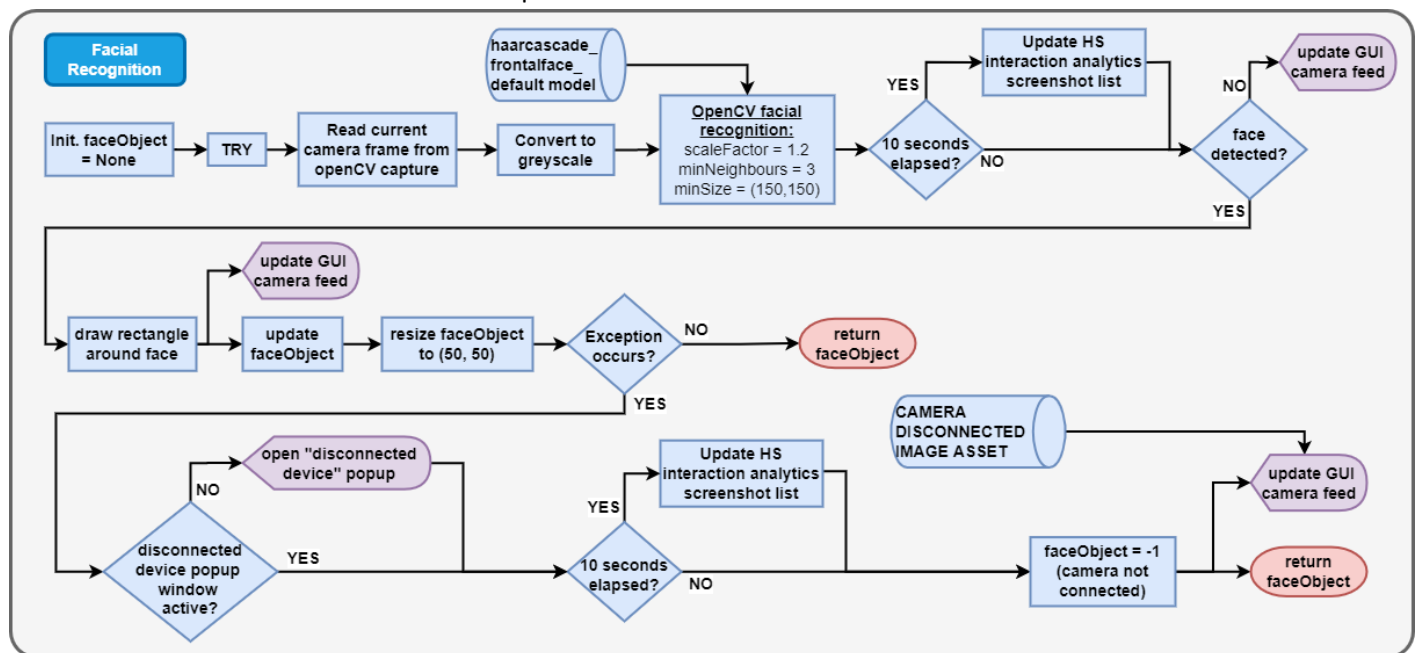 Facial
Recognition
haarcascade_
frontalface_
default model
Update HS
interaction analytics
screenshot list
update GUI
camera feed
YES
NO
Init. faceObject
= None
TRY
Read current
camera frame from
openCV capture
Convert to
greyscale
OpenCV facial
recognition:
scaleFactor = 1.2
minNeighbours = 3
minSize = (150,150)
10 seconds
elapsed?
NO
face
detected?
YES
update GUI
camera feed
draw rectangle
around face
update
faceObject
resize faceObject
to (50, 50)
Exception
occurs?
NO
return
faceObject
YES
CAMERA
DISCONNECTED
IMAGE ASSET
open "disconnected
device" popup
NO
Update HS
interaction analytics
screenshot list
update GUI
camera feed
YES
disconnected
device popup
window
active?
YES
10 seconds
elapsed?
NO
faceObject = -1
(camera not
connected)
return
faceObject